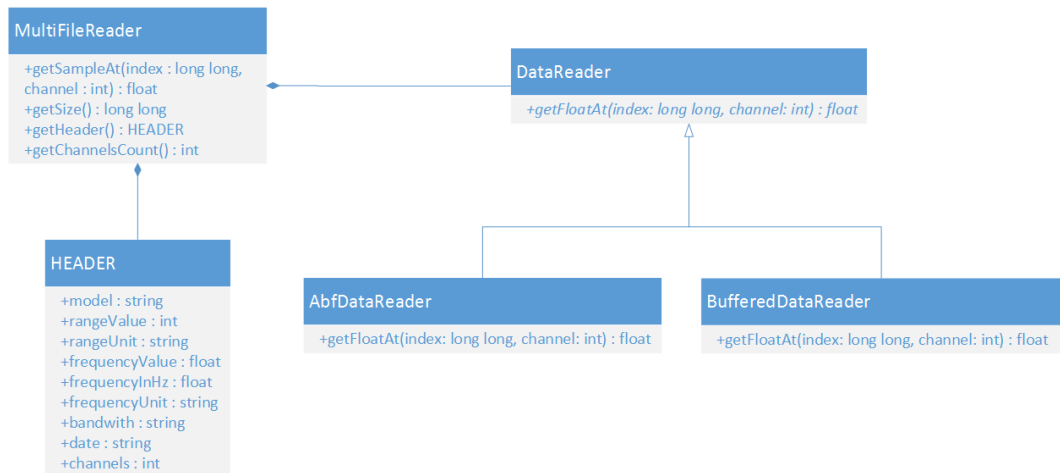 MultiFileReader
+getSampleAt(index : long long,
channel : int) : float
+getSize() : long long
+getHeader() : HEADER
+getChannelsCount() : int
DataReader
+getFloatAt(index: long long, channel: int) : float
HEADER
+model : string
+rangeValue : int
+rangeUnit : string
+frequencyValue : float
+frequencyInHz : float
+frequencyUnit : string
+bandwith : string
+date : string
+channels : int
AbfDataReader
+getFloatAt(index: long long, channel: int) : float
BufferedDataReader
+getFloatAt(index: long long, channel: int) : float